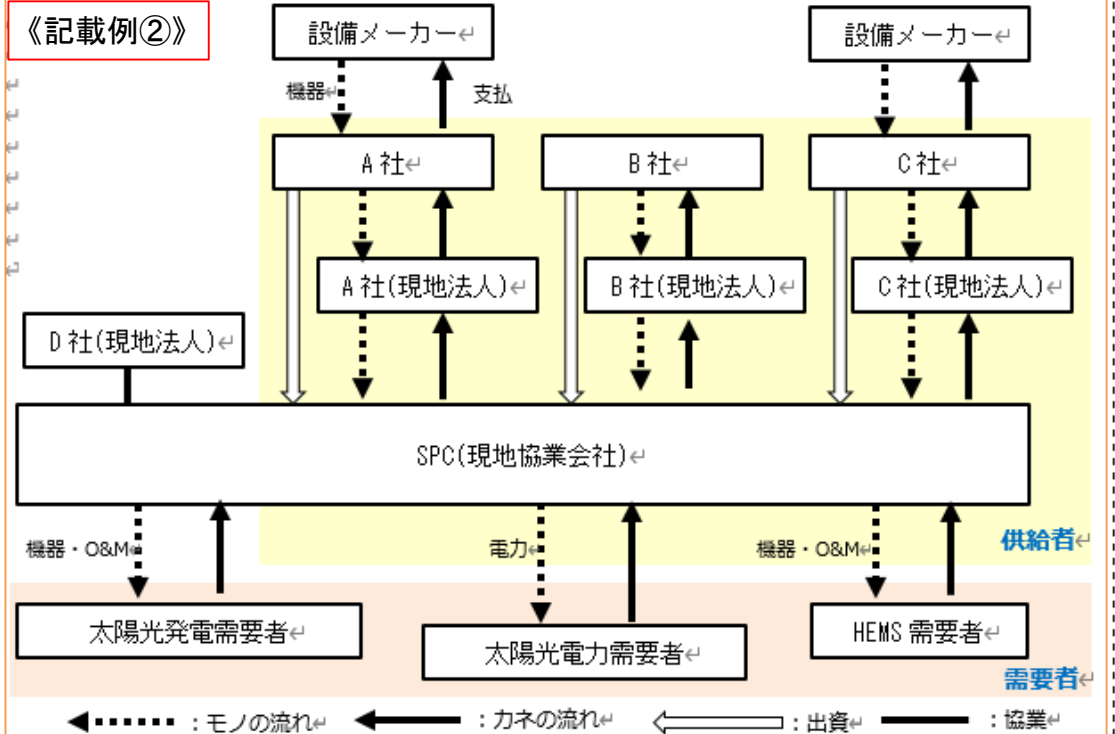 《記載例②》
設備メーカー
設備メーカー
機器
支払
A社
B社
C社
A社(現地法人)
B社(現地法人)
C社(現地法人)
D社(現地法人)
SPC(現地協業会社)
機器・O&M
電力
機器・O&M
供給者
太陽光発電需要者
太陽光電力需要者
HEMS需要者
需要者
：モノの流れ
：カネの流れ
：出資
：協業